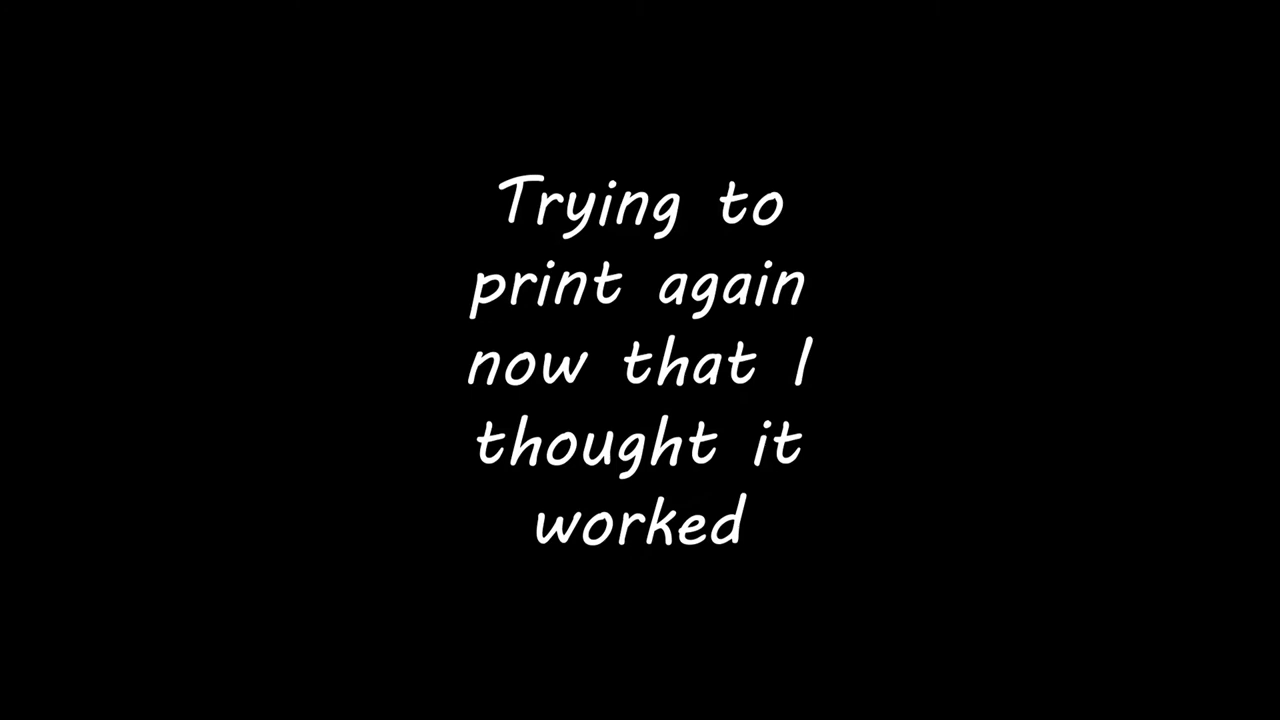 Trying to
print again
now that I
thought it
worked